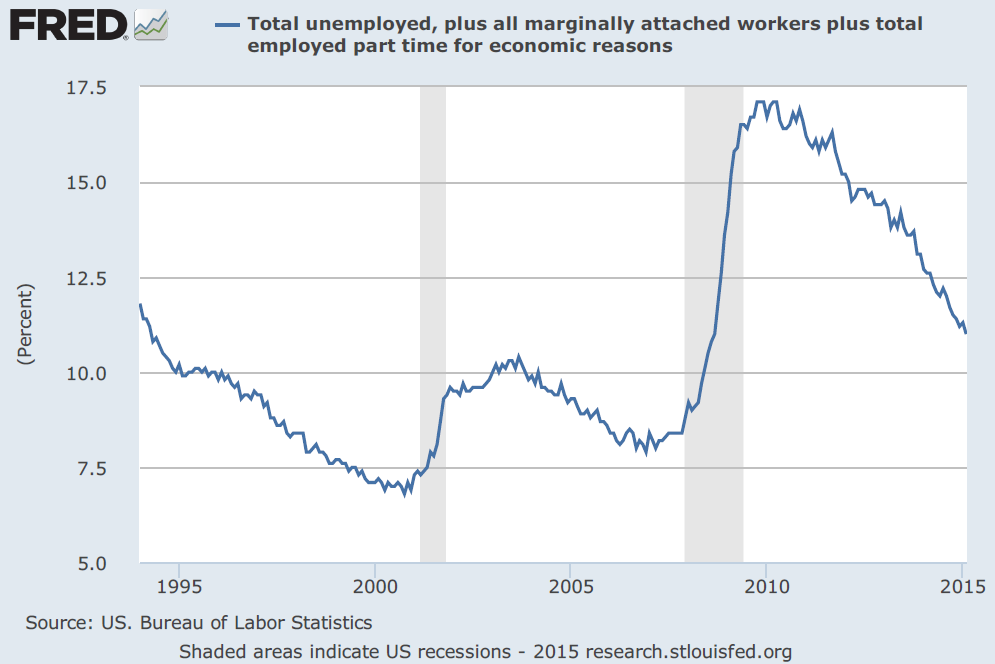 FRED®
Total unemployed, plus all marginally attached workers plus total
employed part time for economic reasons
17.5
15.0
12.5
10.0
7.5
5.0
(Percent)
1995 2000 2005 2010 2015
Source: US. Bureau of Labor Statistics
Shaded areas indicate US recessions - 2015 research.stlouisfed.org